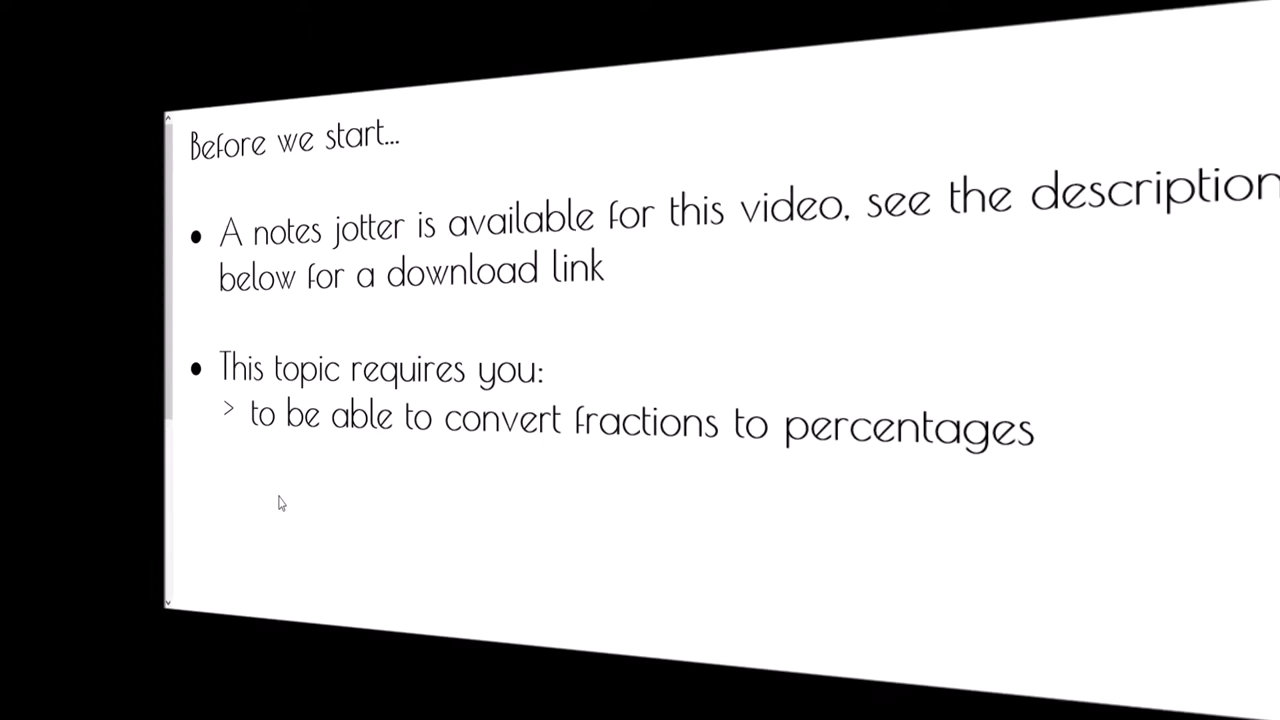 Before we start...
• A notes jotter is available for this video, see the description
below for a download link
• This topic requires you:
> to be able to convert fractions to percentages